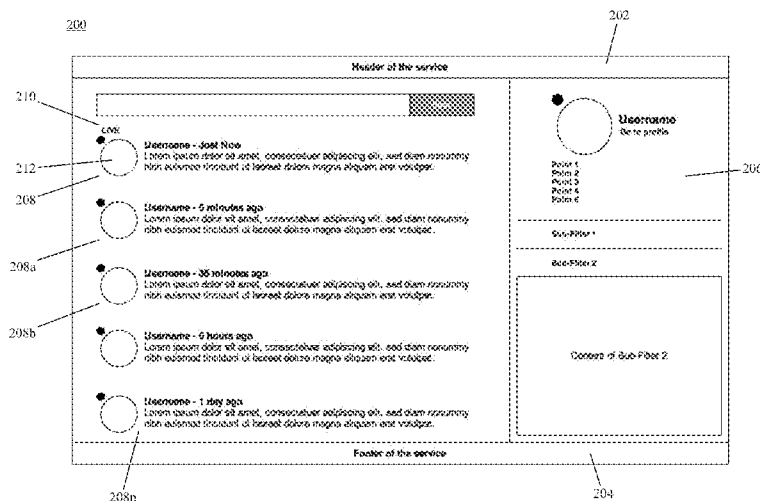 200
202
Header of the service
210
LIVE
Username - Just Now
Lorem ipsum dolor sit amet, consectetuer adipiscing elit, sed diam nonummy
nibh euismod tincidunt ut laoreet dolore magna aliquam erat volutpat.
212
208
Username - 5 minutes ago
Lorem ipsum dolor sit amet, consectetuer adipiscing elit, sed diam nonummy
nibh euismod tincidunt ut laoreet dolore magna aliquam erat volutpat.
208a
Username - 35 minutes ago
Lorem ipsum dolor sit amet, consectetuer adipiscing elit, sed diam nonummy
nibh euismod tincidunt ut laoreet dolore magna aliquam erat volutpat.
208b
Username - 5 hours ago
Lorem ipsum dolor sit amet, consectetuer adipiscing elit, sed diam nonummy
nibh euismod tincidunt ut laoreet dolore magna aliquam erat volutpat.
Username - 1 day ago
Lorem ipsum dolor sit amet, consectetuer adipiscing elit, sed diam nonummy
nibh euismod tincidunt ut laoreet dolore magna aliquam erat volutpat.
208n
Username
Go to profile
206
Point 1
Point 2
Point 3
Point 4
Point 5
Sub-Filter 1
Sub-Filter 2
Content of Sub-Filter 2
Footer of the service
204